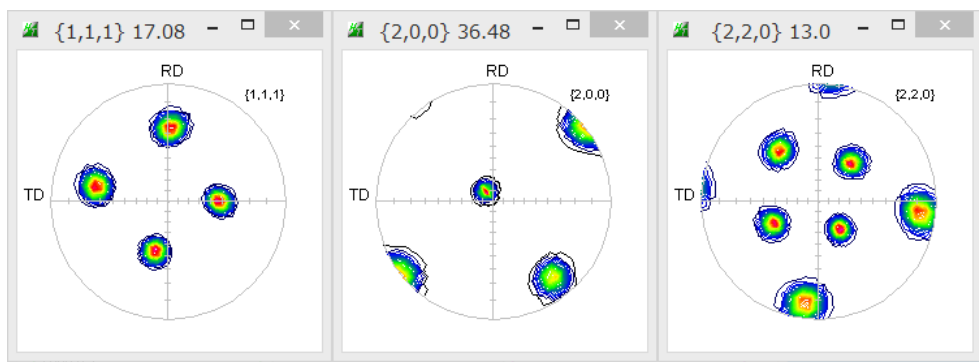 {1,1,1} 17.08
RD
{1,1,1}
TD
{2,0,0} 36.48
RD
{2,0,0}
TD
{2,2,0} 13.0
RD
{2,2,0}
TD